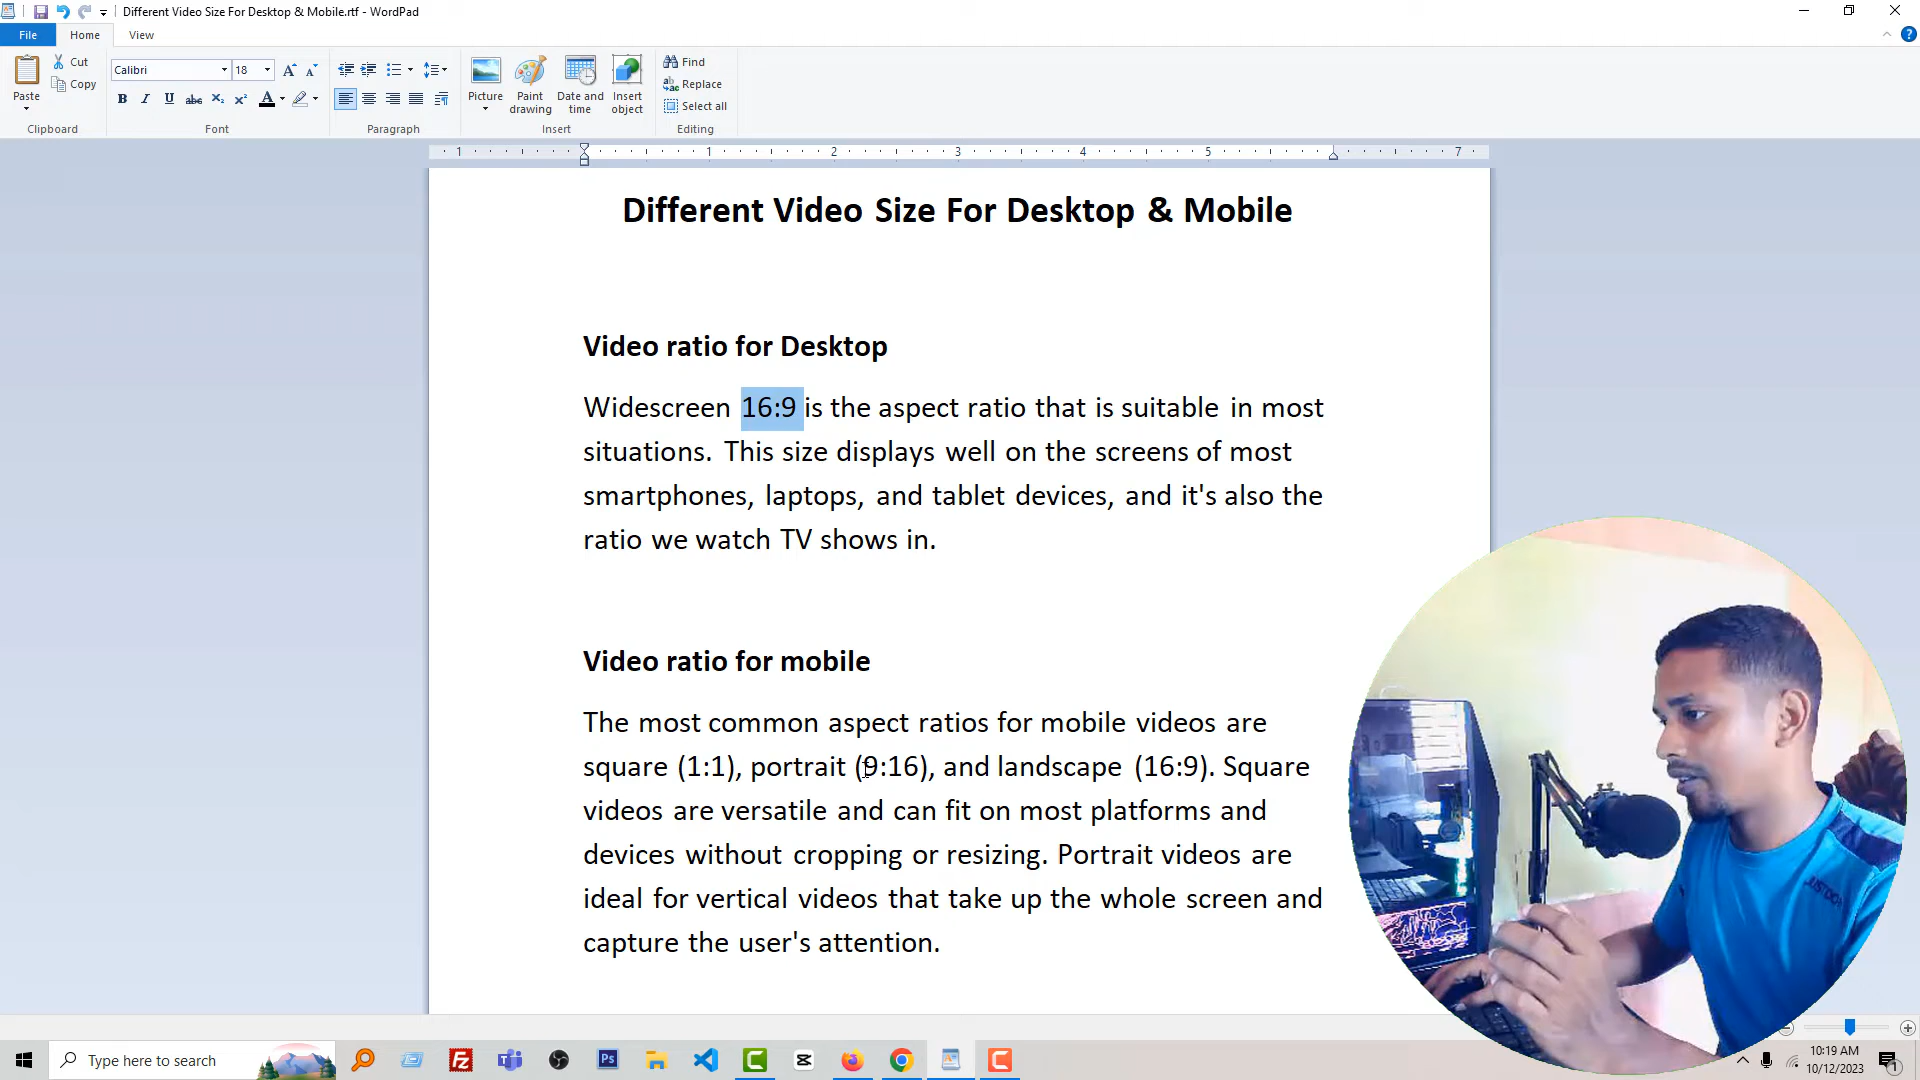 Different Video Size For Desktop & Mobile.rtf - WordPad
File Home View
Paste
Cut
Copy
Clipboard
Calibri 18
Font
Paragraph
Picture
Paint drawing
Date and time
Insert object
Insert
Find
Replace
Select all
Editing
1 1 2 3 4 5 7
Different Video Size For Desktop & Mobile
Video ratio for Desktop
Widescreen 16:9 is the aspect ratio that is suitable in most
situations. This size displays well on the screens of most
smartphones, laptops, and tablet devices, and it's also the
ratio we watch TV shows in.
Video ratio for mobile
The most common aspect ratios for mobile videos are
square (1:1), portrait (9:16), and landscape (16:9). Square
videos are versatile and can fit on most platforms and
devices without cropping or resizing. Portrait videos are
ideal for vertical videos that take up the whole screen and
capture the user's attention.
Type here to search
10:19 AM
10/12/2023